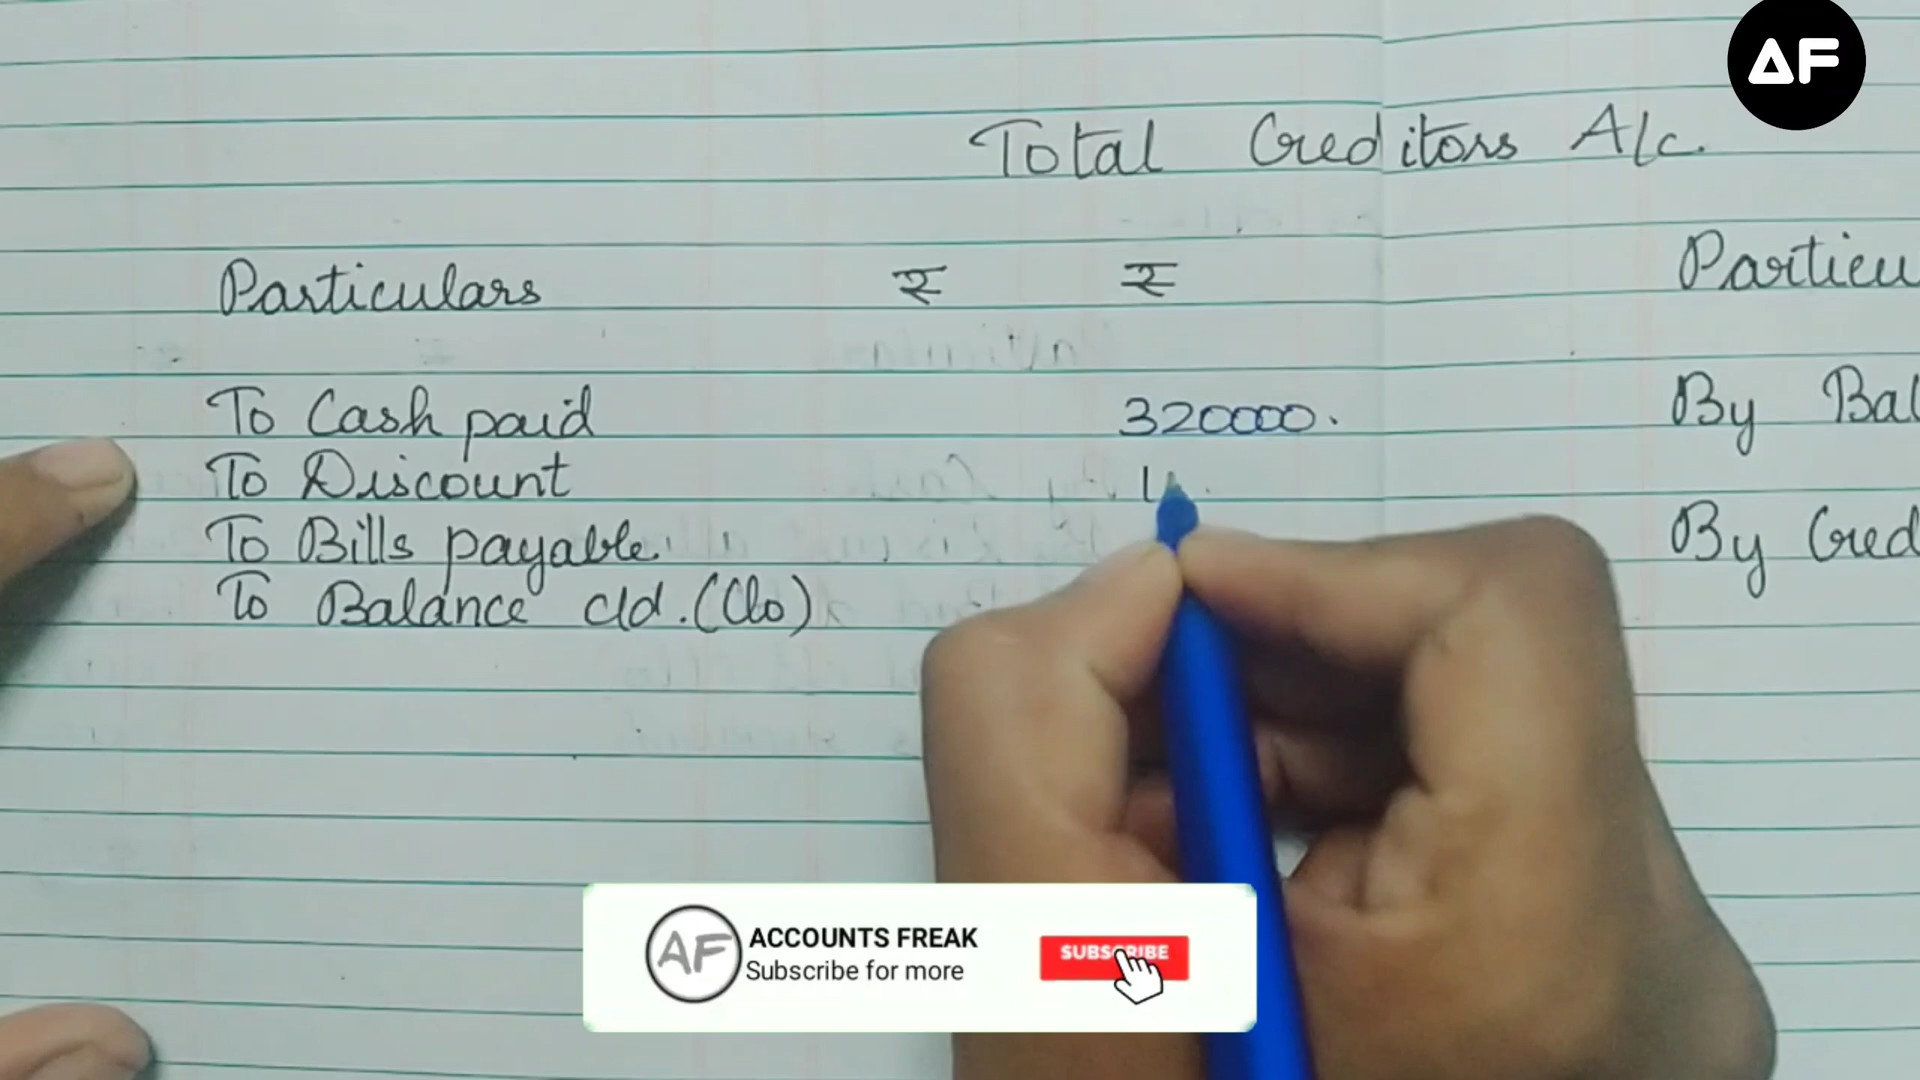 AF
Total Creditors A/c.
Particulars ₹ ₹ Particu
To Cash paid 320000. By Bal
To Discount 1
To Bills payable. By Cred
To Balance c/d. (Clo)
AF ACCOUNTS FREAK
Subscribe for more
SUBSCRIBE